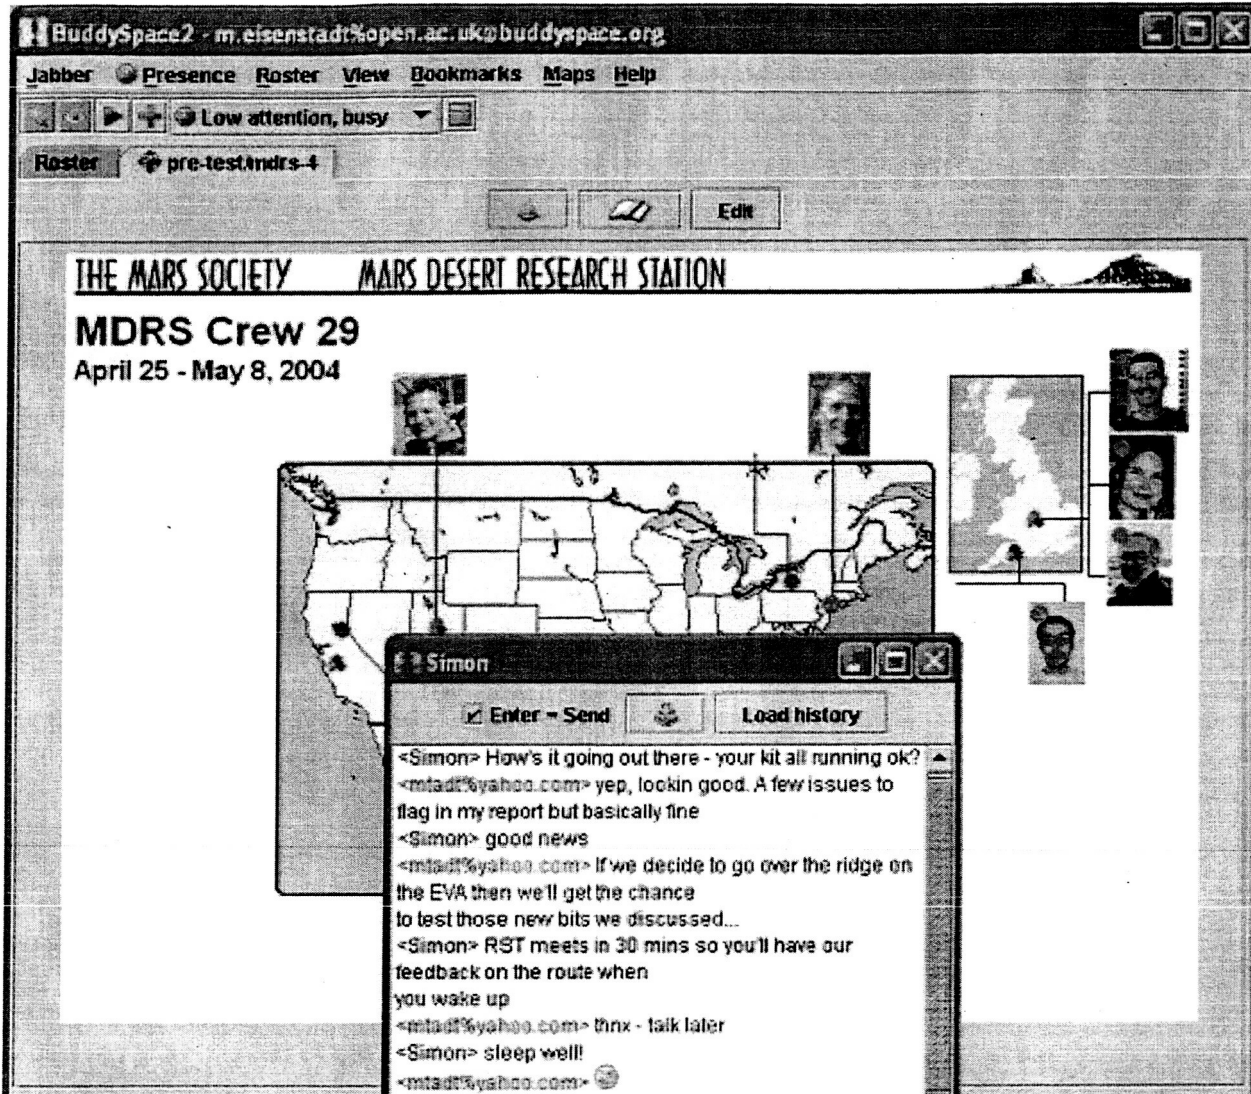 BuddySpace2 - m.eisenstadt%open.ac.uk@buddyspace.org
Jabber Presence Roster View Bookmarks Maps Help
Low attention, busy
Roster pre-test/mdrs-4
Edit
THE MARS SOCIETY MARS DESERT RESEARCH STATION
MDRS Crew 29
April 25 - May 8, 2004
Simon
Enter = Send Load history
<Simon> How's it going out there - your kit all running ok?
<mtadt%yahoo.com> yep, lookin good. A few issues to
flag in my report but basically fine
<Simon> good news
<mtadt%yahoo.com> If we decide to go over the ridge on
the EVA then we'll get the chance
to test those new bits we discussed...
<Simon> RST meets in 30 mins so you'll have our
feedback on the route when
you wake up
<mtadt%yahoo.com> thnx - talk later
<Simon> sleep well!
<mtadt%yahoo.com>